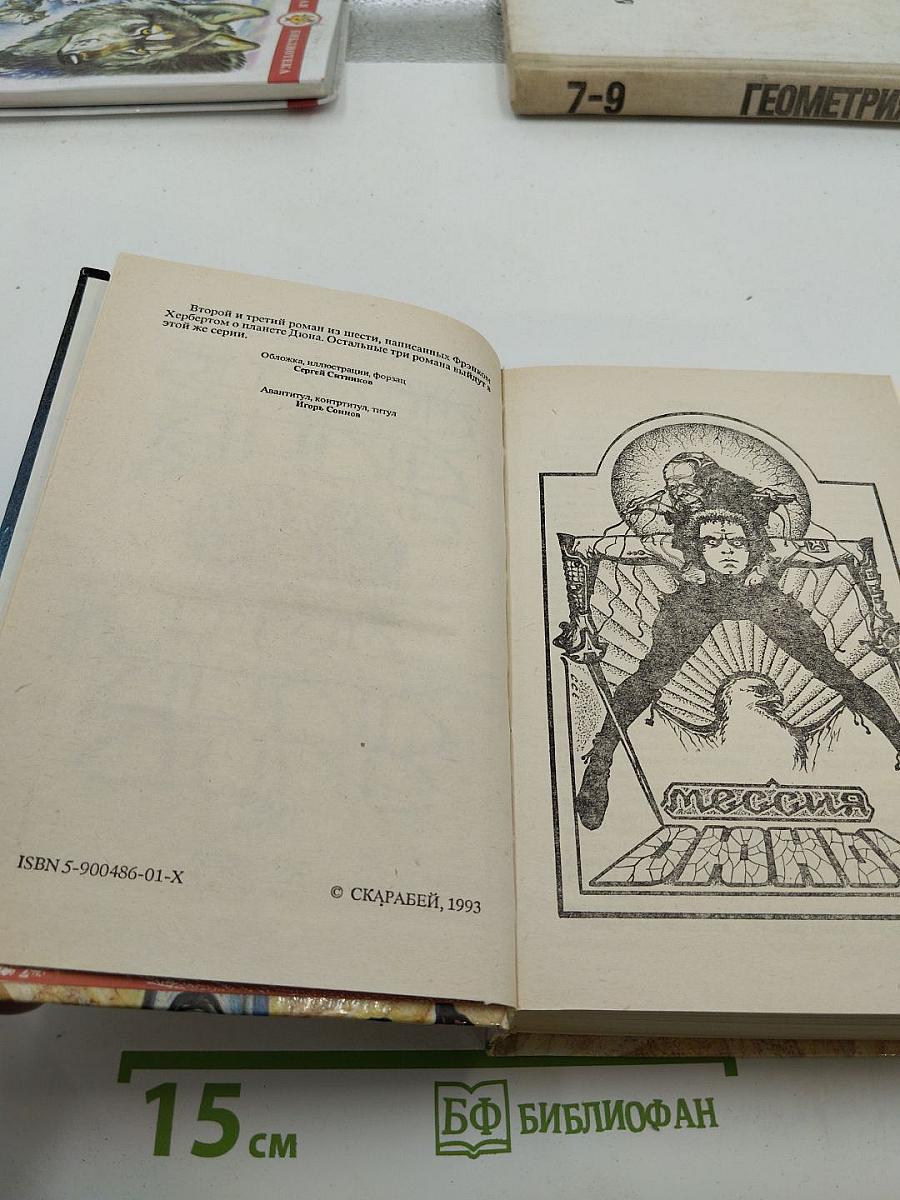 БИБЛИОТЕКА
7-9 ГЕОМЕТРИЯ
Второй и третий роман из шести, написанных Фрэнком
Хербертом о планете Дюна. Остальные три романа выйдут в
этой же серии.
Обложка, иллюстрации, форзац
Сергей Ситников
Авантитул, контртитул, титул
Игорь Соннов
ISBN 5-900486-01-X
© СКАРАБЕЙ, 1993
мессия
ДЮНЫ
15 см
БФ БИБЛИОФАН